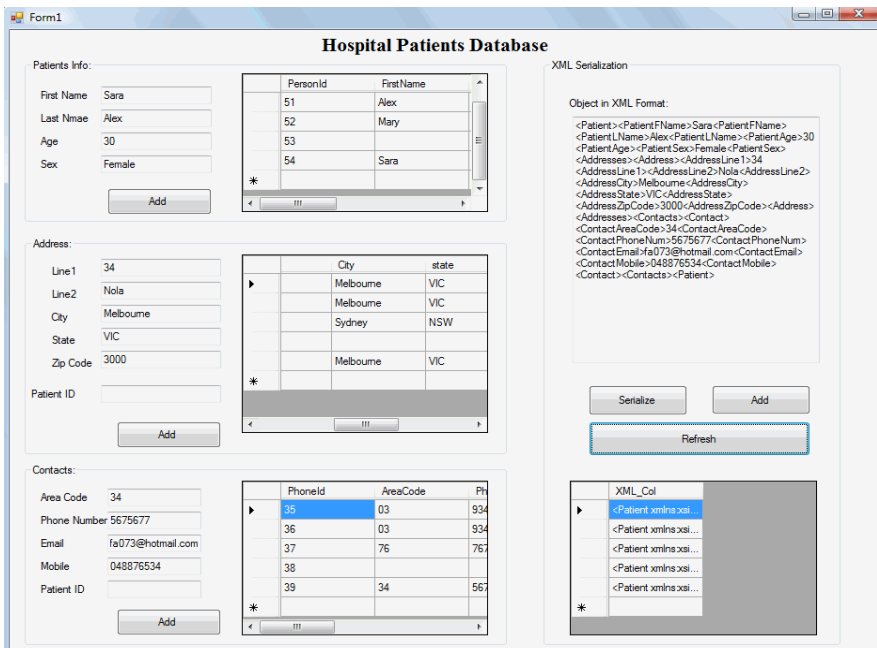 Form1
Hospital Patients Database
Patients Info:
First Name Sara
Last Nmae Alex
Age 30
Sex Female
Add
PersonId FirstName
51 Alex
52 Mary
53
54 Sara
*
Address:
Line1 34
Line2 Nola
City Melbourne
State VIC
Zip Code 3000
Patient ID
Add
City state
Melbourne VIC
Melbourne VIC
Sydney NSW
Melbourne VIC
*
Contacts:
Area Code 34
Phone Number 5675677
Email fa073@hotmail.com
Mobile 048876534
Patient ID
Add
PhoneId AreaCode Ph
35 03 934
36 03 934
37 76 767
38
39 34 567
*
XML Serialization
Object in XML Format:
<Patient><PatientFName>Sara<PatientFName>
<PatientLName>Alex<PatientLName><PatientAge>30
<PatientAge><PatientSex>Female<PatientSex>
<Addresses><Address><AddressLine1>34
<AddressLine1><AddressLine2>Nola<AddressLine2>
<AddressCity>Melbourne<AddressCity>
<AddressState>VIC<AddressState>
<AddressZipCode>3000<AddressZipCode><Address>
<Addresses><Contacts><Contact>
<ContactAreaCode>34<ContactAreaCode>
<ContactPhoneNum>5675677<ContactPhoneNum>
<ContactEmail>fa073@hotmail.com<ContactEmail>
<ContactMobile>048876534<ContactMobile>
<Contact><Contacts><Patient>
Serialize Add
Refresh
XML_Col
<Patient xmlns:xsi...
<Patient xmlns:xsi...
<Patient xmlns:xsi...
<Patient xmlns:xsi...
<Patient xmlns:xsi...
*